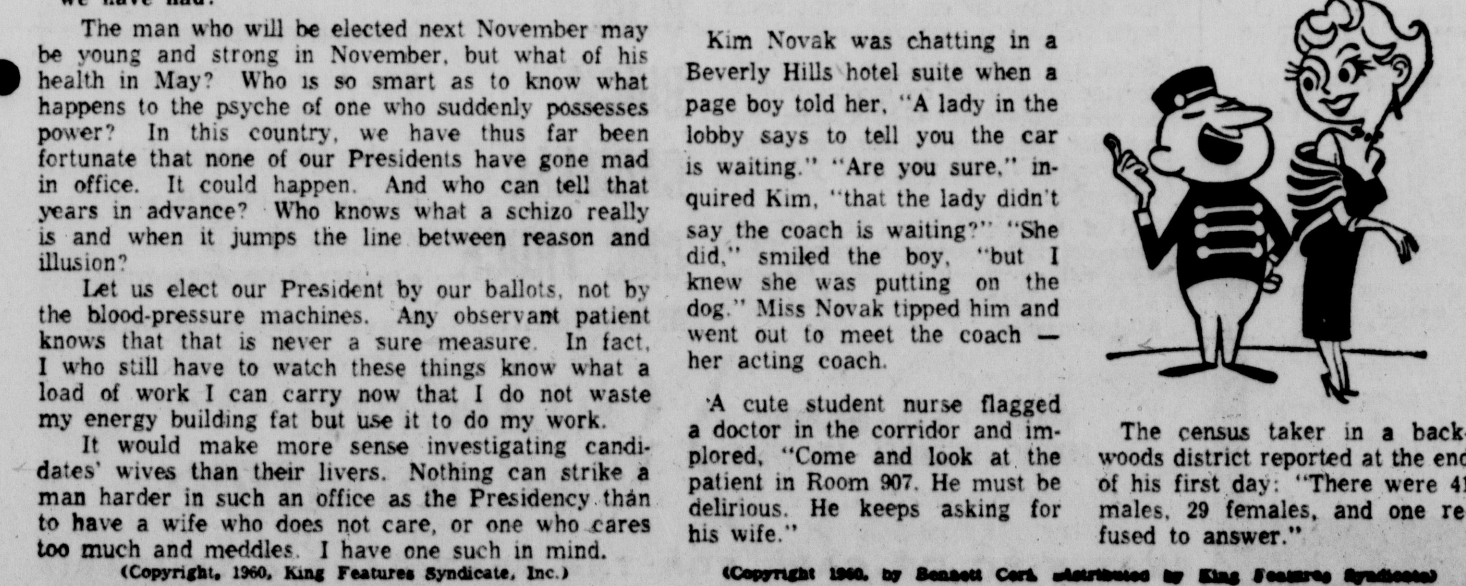 we have had?
The man who will be elected next November may
be young and strong in November, but what of his
health in May? Who is so smart as to know what
happens to the psyche of one who suddenly possesses
power? In this country, we have thus far been
fortunate that none of our Presidents have gone mad
in office. It could happen. And who can tell that
years in advance? Who knows what a schizo really
is and when it jumps the line between reason and
illusion?
Let us elect our President by our ballots, not by
the blood-pressure machines. Any observant patient
knows that that is never a sure measure. In fact,
I who still have to watch these things know what a
load of work I can carry now that I do not waste
my energy building fat but use it to do my work.
It would make more sense investigating candi-
dates' wives than their livers. Nothing can strike a
man harder in such an office as the Presidency than
to have a wife who does not care, or one who cares
too much and meddles. I have one such in mind.
(Copyright, 1960, King Features Syndicate, Inc.)
Kim Novak was chatting in a
Beverly Hills hotel suite when a
page boy told her, "A lady in the
lobby says to tell you the car
is waiting." "Are you sure," in-
quired Kim, "that the lady didn't
say the coach is waiting?" "She
did," smiled the boy, "but I
knew she was putting on the
dog." Miss Novak tipped him and
went out to meet the coach —
her acting coach.
A cute student nurse flagged
a doctor in the corridor and im-
plored, "Come and look at the
patient in Room 907. He must be
delirious. He keeps asking for
his wife."
The census taker in a back-
woods district reported at the end
of his first day: "There were 41
males, 29 females, and one re-
fused to answer."
(Copyright 1960, by Bennett Cerf. distributed by King Features Syndicate)